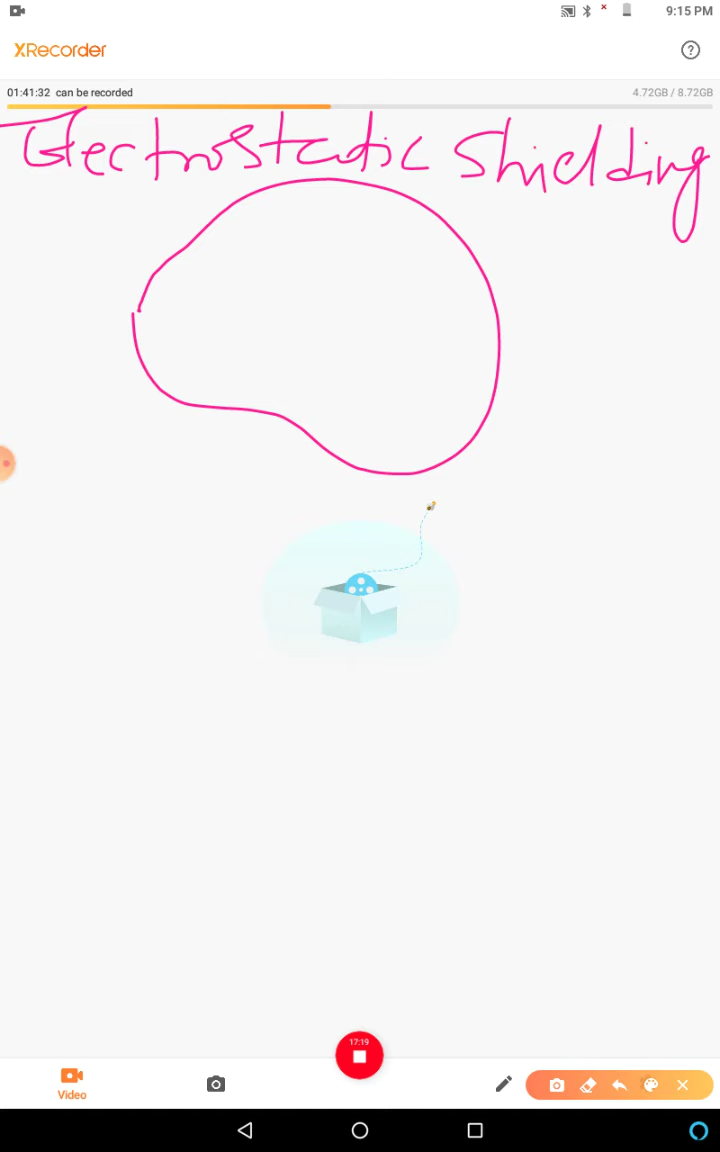 9:15 PM
XRecorder
01:41:32 can be recorded
4.72GB / 8.72GB
Electrostatic Shielding
17:19
Video